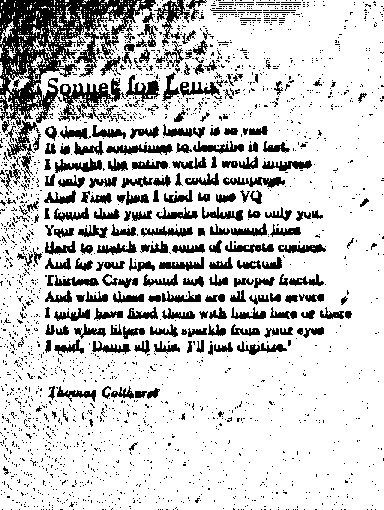 Sonnet for Lena
O dear Lena, your beauty is so vast
It is hard sometimes to describe it fast.
I thought the entire world I would impress
If only your portrait I could compress.
Alas! First when I tried to use VQ
I found that your cheeks belong to only you.
Your silky hair contains a thousand lines
Hard to match with sums of discrete cosines.
And for your lips, sensual and tactual
Thirteen Crays found not the proper fractal.
And while these setbacks are all quite severe
I might have fixed them with hacks here or there
But when filters took sparkle from your eyes
I said, 'Damn all this. I'll just digitize.'
Thomas Colthurst